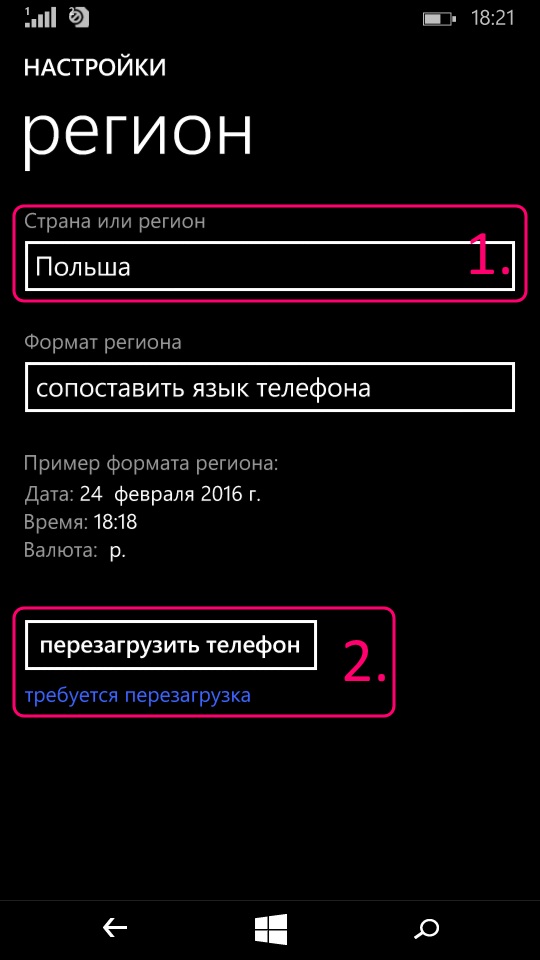 1
18:21
НАСТРОЙКИ
регион
Страна или регион
Польша
1.
Формат региона
сопоставить язык телефона
Пример формата региона:
Дата: 24 февраля 2016 г.
Время: 18:18
Валюта: р.
перезагрузить телефон
2.
требуется перезагрузка